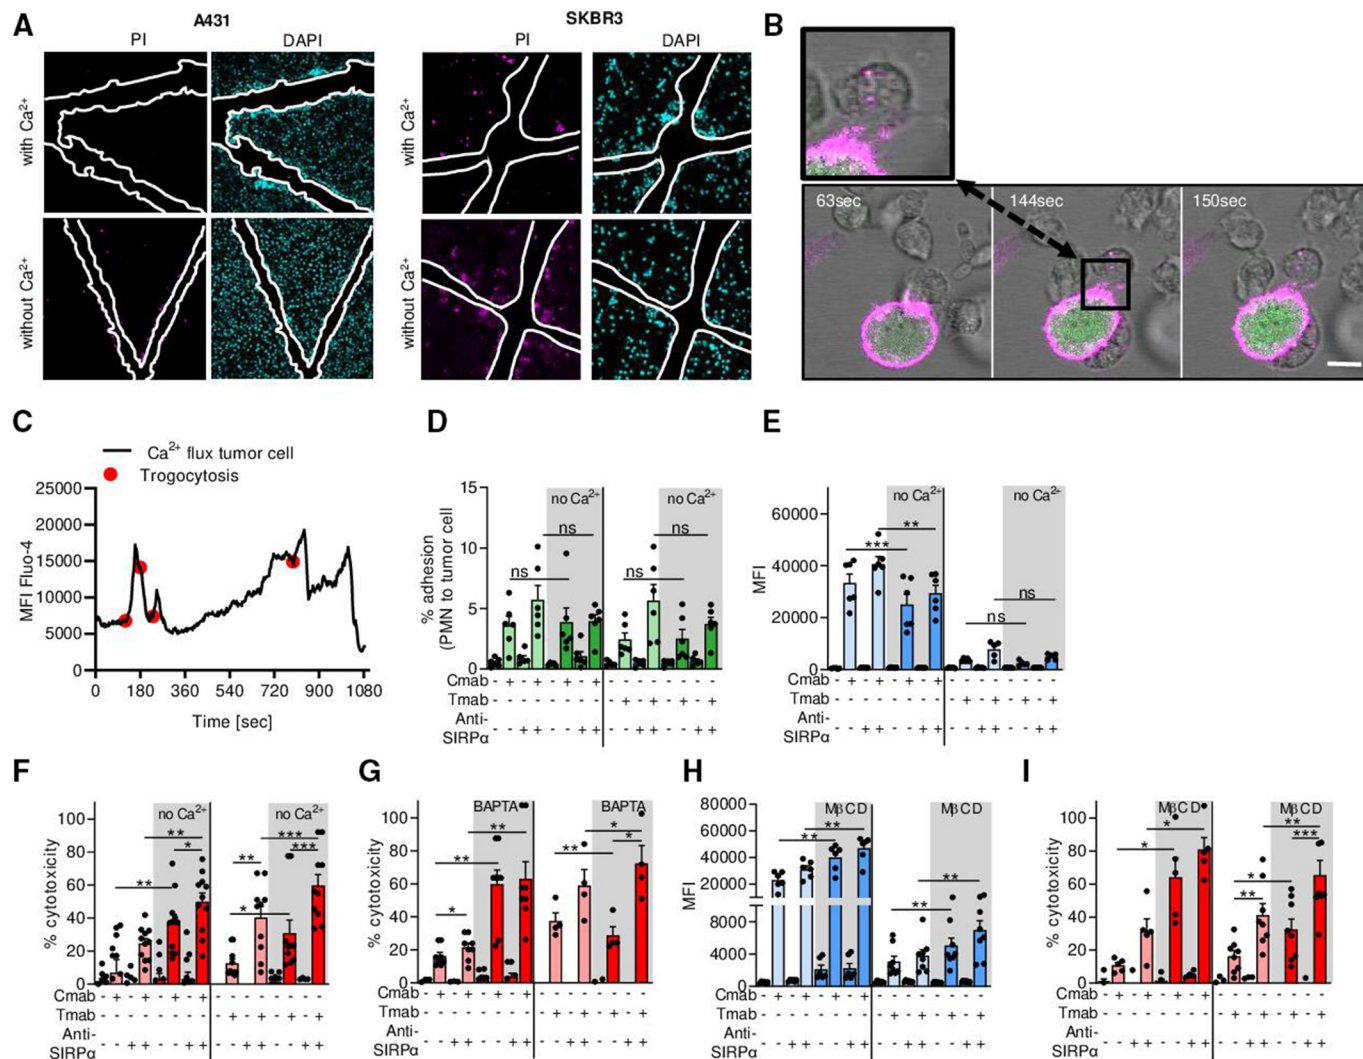 A
A431
SKBR3
B
PI
DAPI
PI
DAPI
with Ca2+
with Ca2+
without Ca2+
without Ca2+
63sec
144sec
150sec
C
Ca2+ flux tumor cell
Trogocytosis
MFI Fluo-4
25000
20000
15000
10000
5000
0
0 180 360 540 720 900 1080
Time [sec]
D
% adhesion
(PMN to tumor cell)
15
10
5
0
no Ca2+
no Ca2+
ns
ns
ns
ns
Cmab - + - + - + - + - - - - - - - -
Tmab - - - - - - - - - + - + - + - +
Anti-
SIRPα - - + + - - + + - - + + - - + +
E
MFI
60000
40000
20000
0
no Ca2+
no Ca2+
***
**
ns
ns
Cmab - + - + - + - + - - - - - - - -
Tmab - - - - - - - - - + - + - + - +
Anti-
SIRPα - - + + - - + + - - + + - - + +
F
% cytotoxicity
100
80
60
40
20
0
no Ca2+
no Ca2+
**
*
**
***
***
**
*
Cmab
Tmab
Anti-
SIRPα
G
% cytotoxicity
100
80
60
40
20
0
BAPTA
BAPTA
**
**
*
*
*
**
Cmab
Tmab
Anti-
SIRPα
H
MFI
80000
60000
40000
20000
6000
4000
2000
0
MβCD
MβCD
**
**
**
**
Cmab
Tmab
Anti-
SIRPα
I
% cytotoxicity
100
80
60
40
20
0
MβCD
MβCD
*
*
**
***
*
**
Cmab
Tmab
Anti-
SIRPα